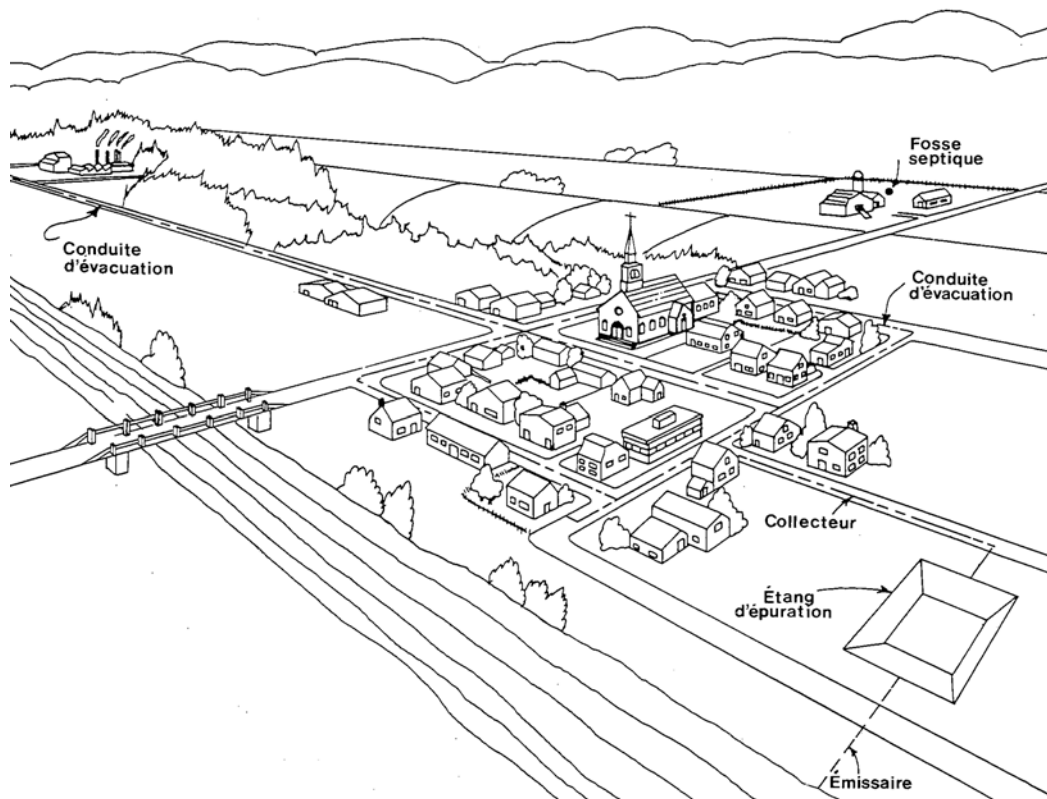 Fosse
septique
Conduite
d'évacuation
Conduite
d'évacuation
Collecteur
Étang
d'épuration
Émissaire